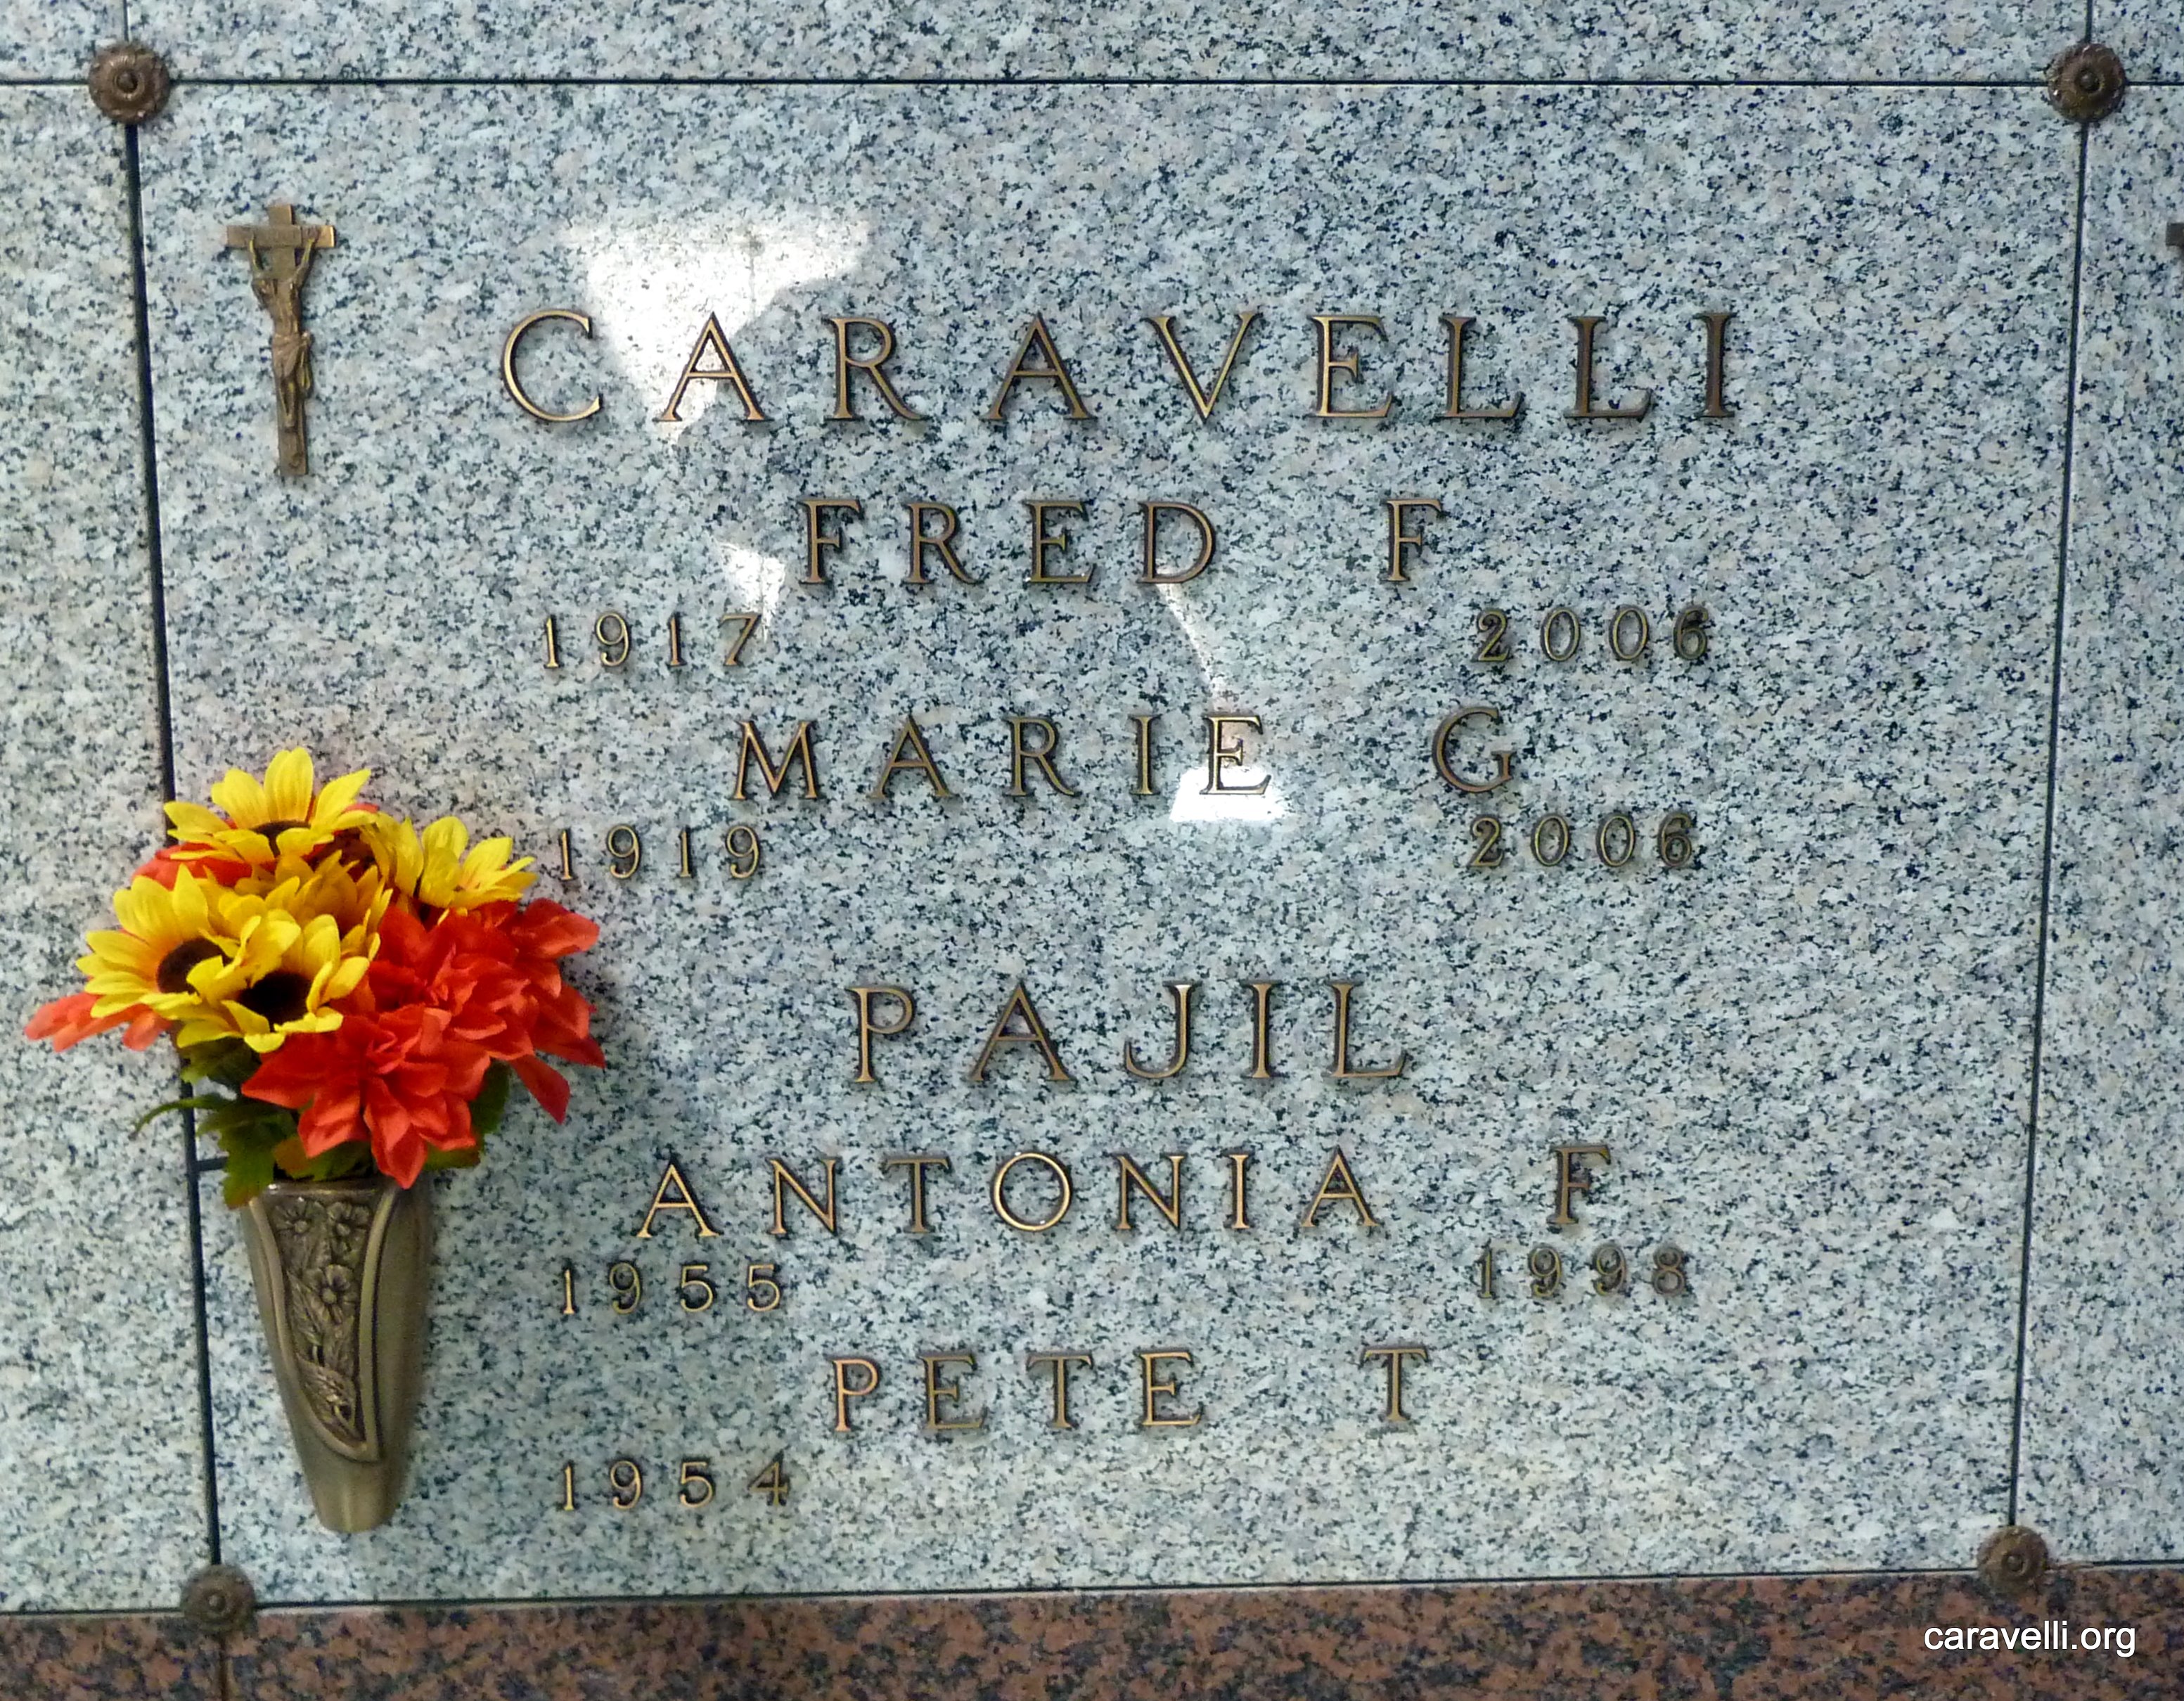 CARAVELLI
FRED F
1917 2006
MARIE G
1919 2006
PAJIL
ANTONIA F
1955 1998
PETE T
1954
caravelli.org